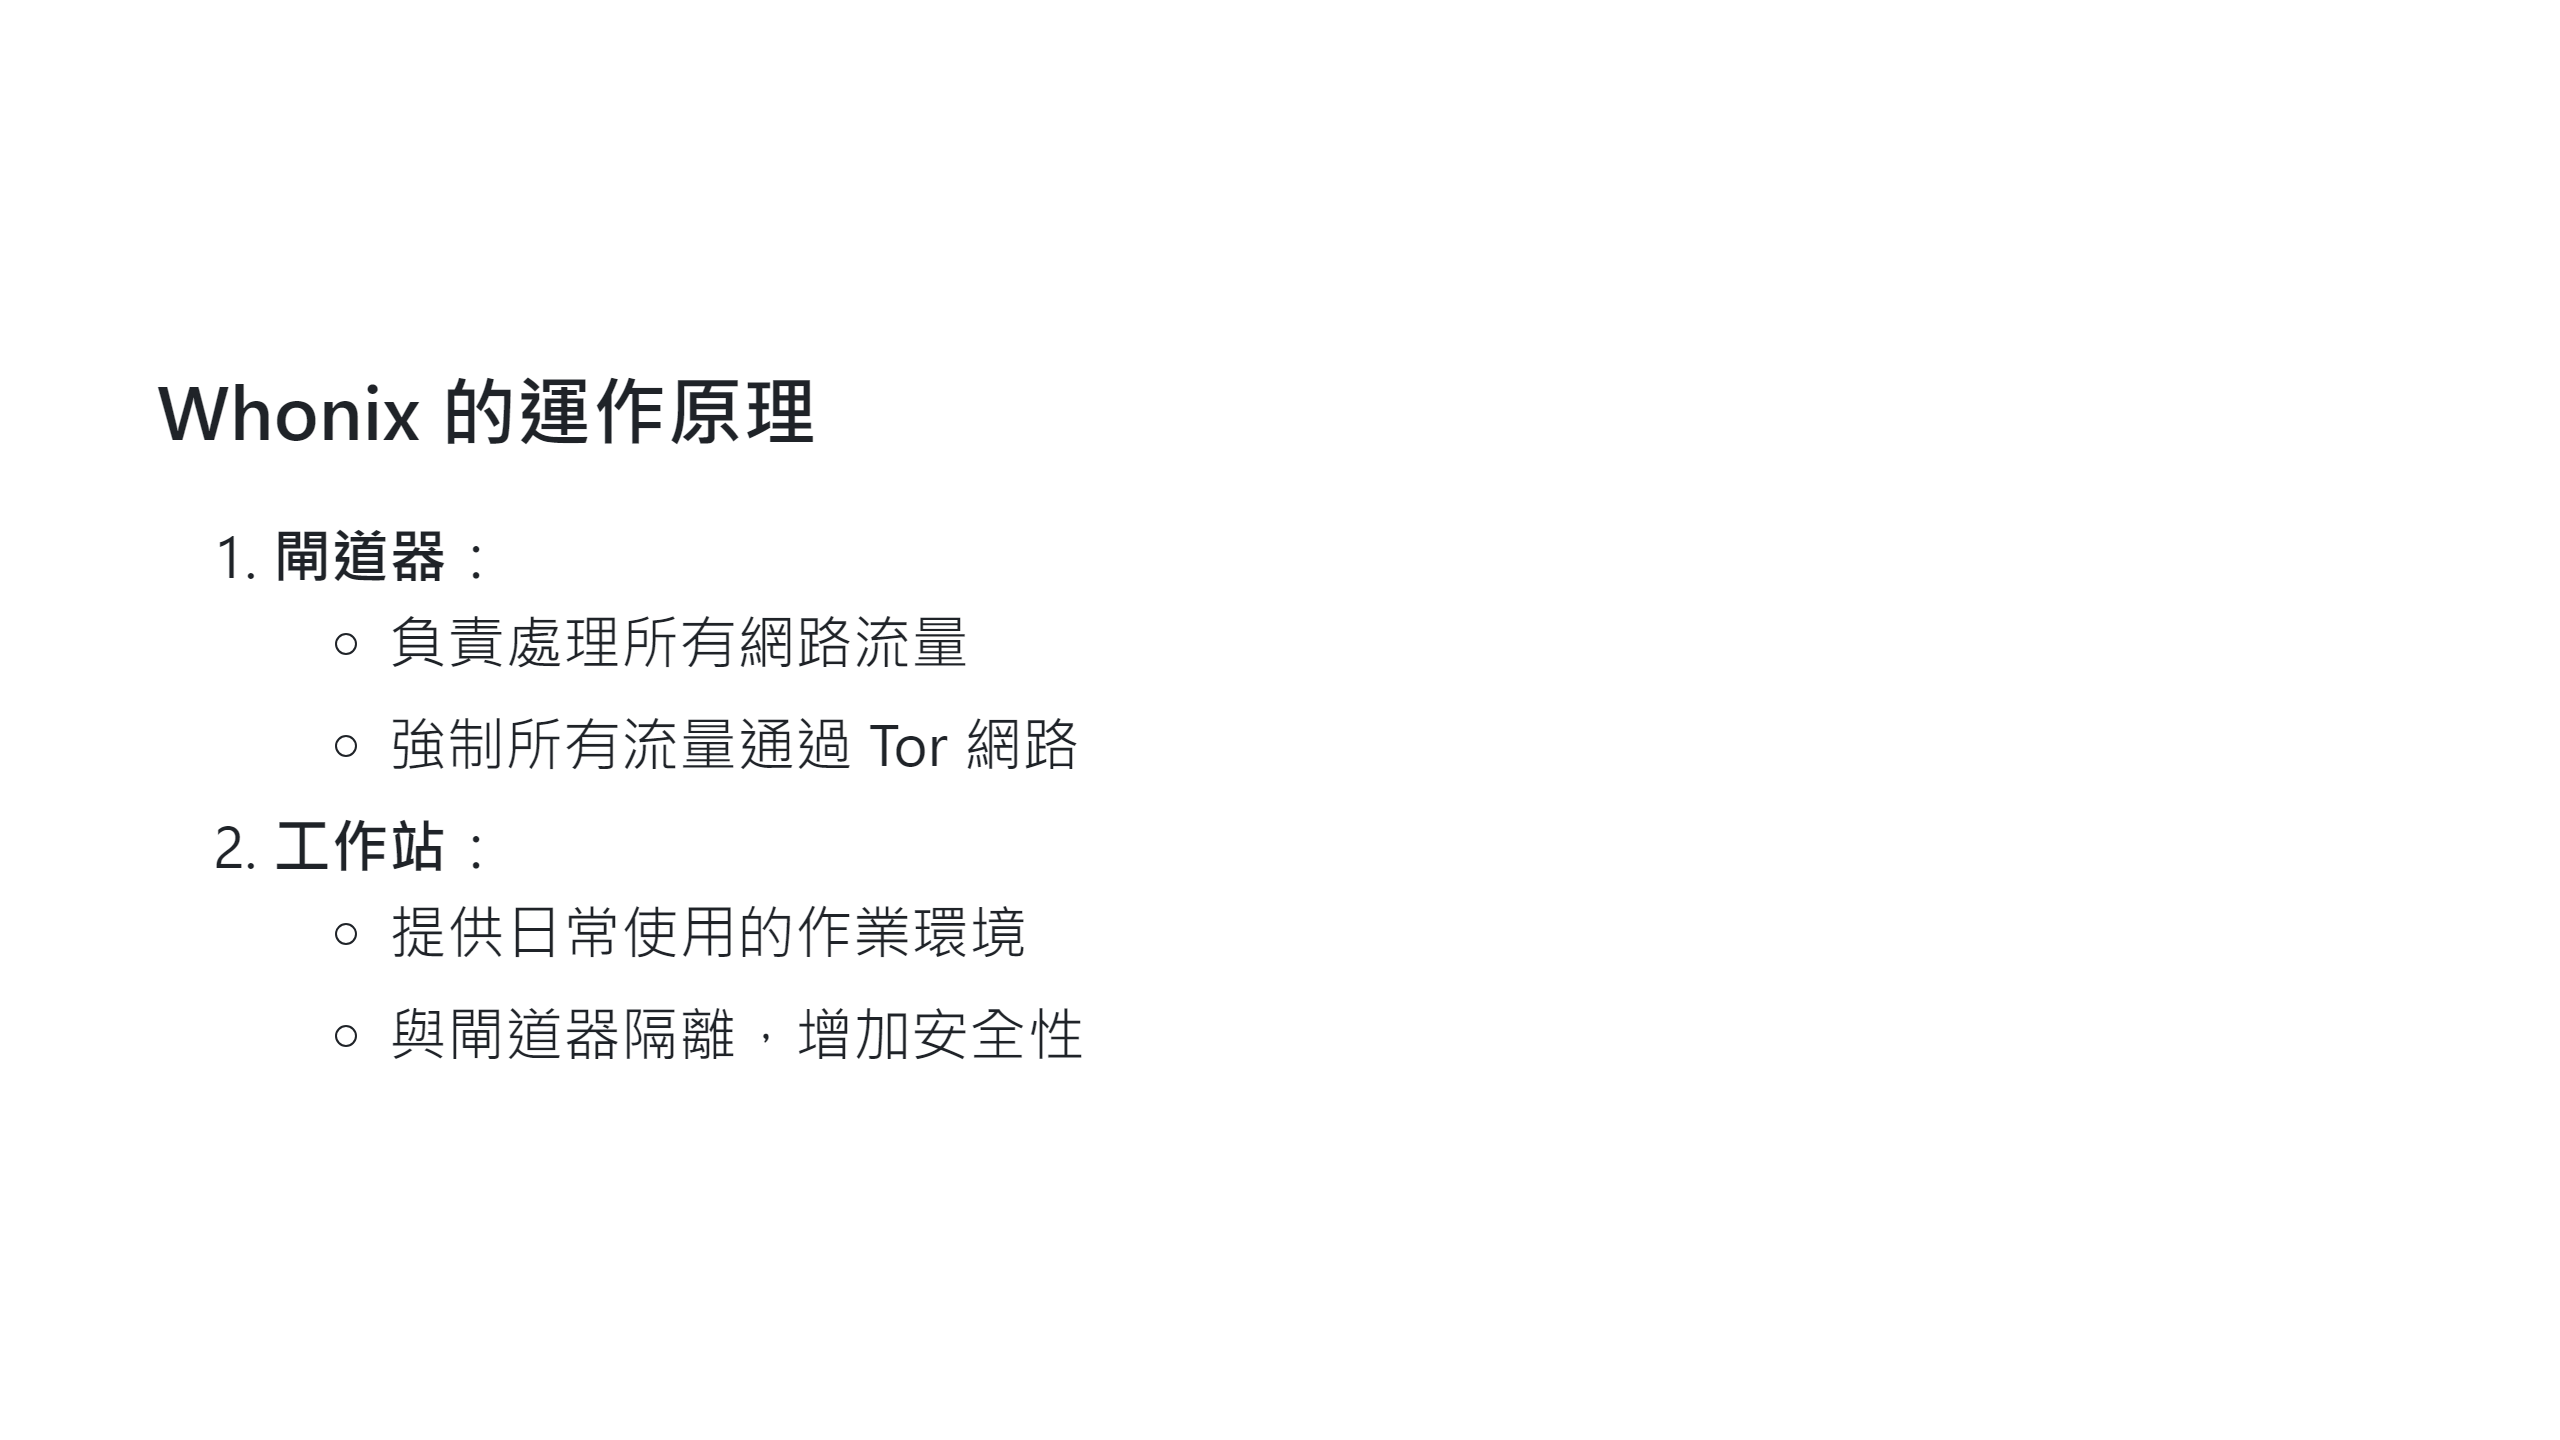 Whonix 的運作原理
1. 閘道器：
○ 負責處理所有網路流量
○ 強制所有流量通過 Tor 網路
2. 工作站：
○ 提供日常使用的作業環境
○ 與閘道器隔離，增加安全性